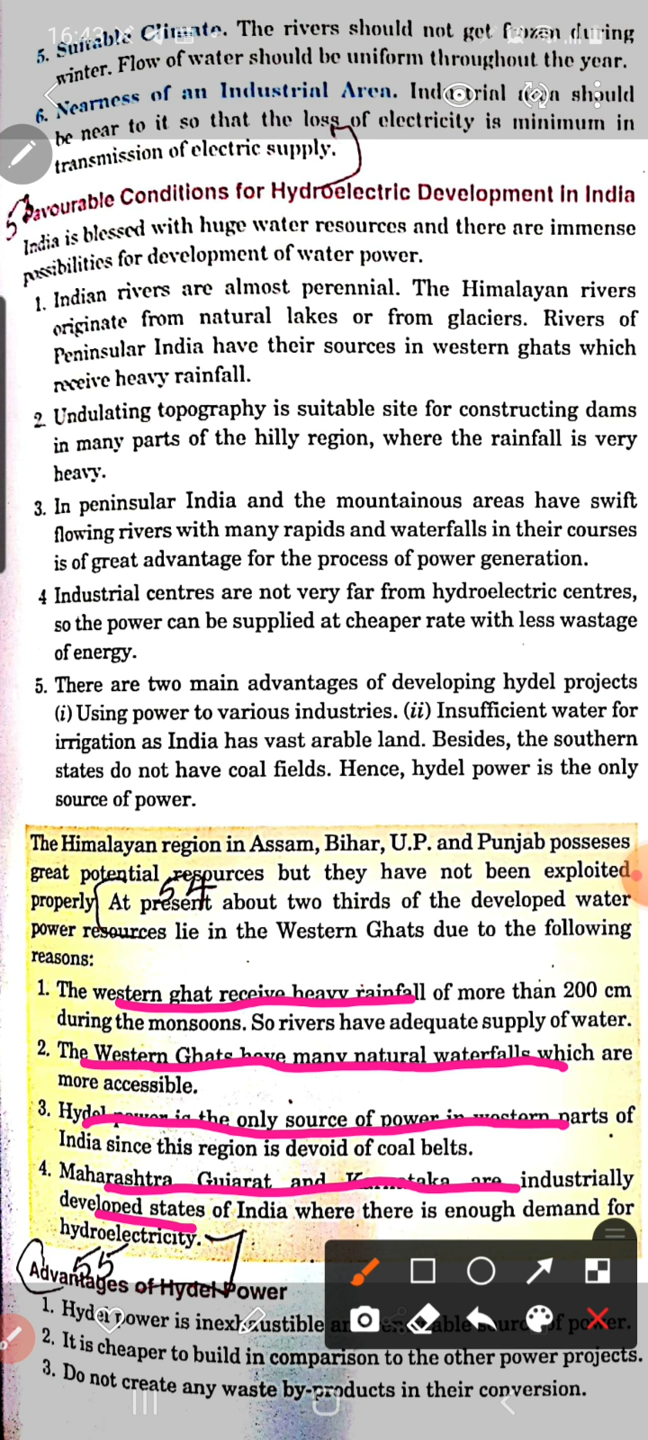 5. Suitable Climate. The rivers should not get frozen during
winter. Flow of water should be uniform throughout the year.
6. Nearness of an Industrial Area. Industrial area should
be near to it so that the loss of electricity is minimum in
transmission of electric supply.
Favourable Conditions for Hydroelectric Development in India
India is blessed with huge water resources and there are immense
possibilities for development of water power.
1. Indian rivers are almost perennial. The Himalayan rivers
originate from natural lakes or from glaciers. Rivers of
Peninsular India have their sources in western ghats which
receive heavy rainfall.
2. Undulating topography is suitable site for constructing dams
in many parts of the hilly region, where the rainfall is very
heavy.
3. In peninsular India and the mountainous areas have swift
flowing rivers with many rapids and waterfalls in their courses
is of great advantage for the process of power generation.
4 Industrial centres are not very far from hydroelectric centres,
so the power can be supplied at cheaper rate with less wastage
of energy.
5. There are two main advantages of developing hydel projects
(i) Using power to various industries. (ii) Insufficient water for
irrigation as India has vast arable land. Besides, the southern
states do not have coal fields. Hence, hydel power is the only
source of power.
The Himalayan region in Assam, Bihar, U.P. and Punjab posseses
great potential resources but they have not been exploited
54
properly. At present about two thirds of the developed water
power resources lie in the Western Ghats due to the following
reasons:
1. The western ghat receive heavy rainfall of more than 200 cm
during the monsoons. So rivers have adequate supply of water.
2. The Western Ghats have many natural waterfalls which are
more accessible.
3. Hydel power is the only source of power in western parts of
India since this region is devoid of coal belts.
4. Maharashtra Gujarat and Karnataka are industrially
developed states of India where there is enough demand for
hydroelectricity.
55
Advantages of Hydel Power
1. Hydel power is inexhaustible of power.
2. It is cheaper to build in comparison to the other power projects.
3. Do not create any waste by-products in their conversion.